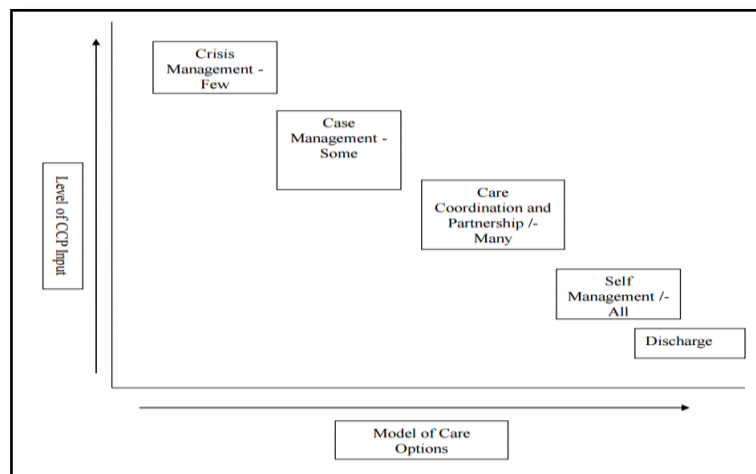 Crisis
Management -
Few
Case
Management -
Some
Care
Coordination and
Partnership /-
Many
Self
Management /-
All
Discharge
Level of CCP Input
Model of Care
Options